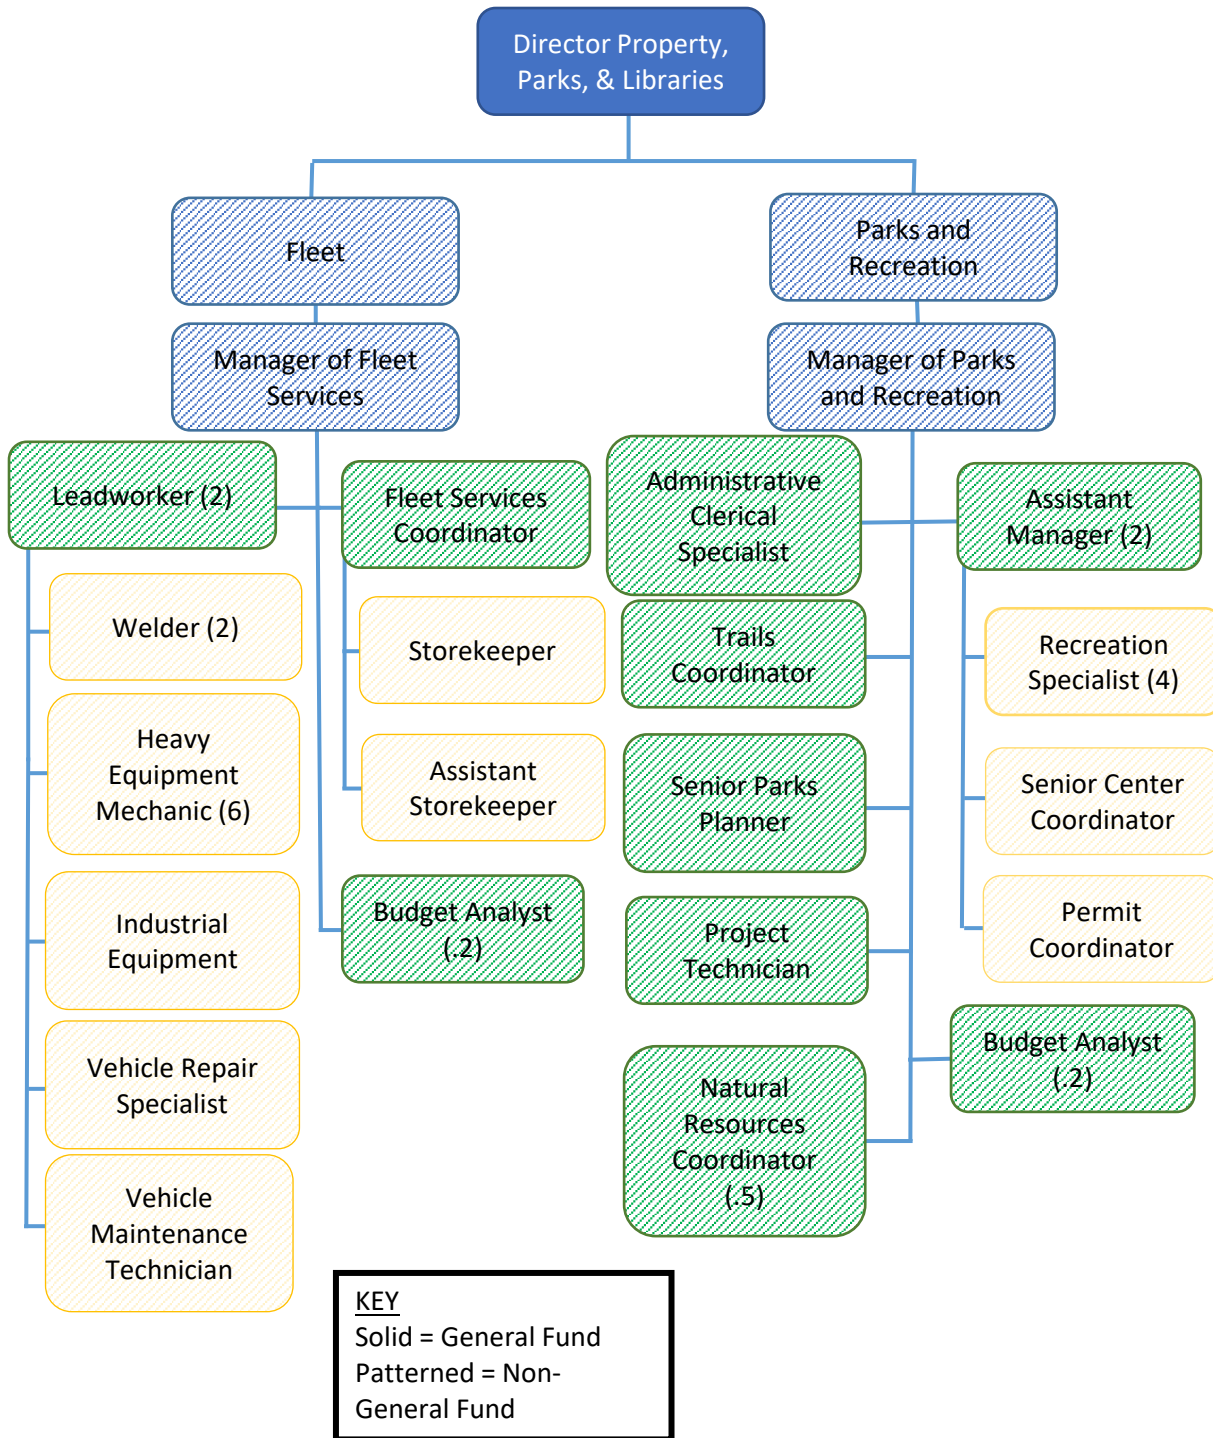 Director Property,
Parks, & Libraries
Fleet
Parks and
Recreation
Manager of Fleet
Services
Manager of Parks
and Recreation
Leadworker (2)
Fleet Services
Coordinator
Administrative
Clerical
Specialist
Assistant
Manager (2)
Welder (2)
Storekeeper
Trails
Coordinator
Recreation
Specialist (4)
Heavy
Equipment
Mechanic (6)
Assistant
Storekeeper
Senior Parks
Planner
Senior Center
Coordinator
Industrial
Equipment
Budget Analyst
(.2)
Project
Technician
Permit
Coordinator
Vehicle Repair
Specialist
Natural
Resources
Coordinator
(.5)
Budget Analyst
(.2)
Vehicle
Maintenance
Technician
KEY
Solid = General Fund
Patterned = Non-
General Fund